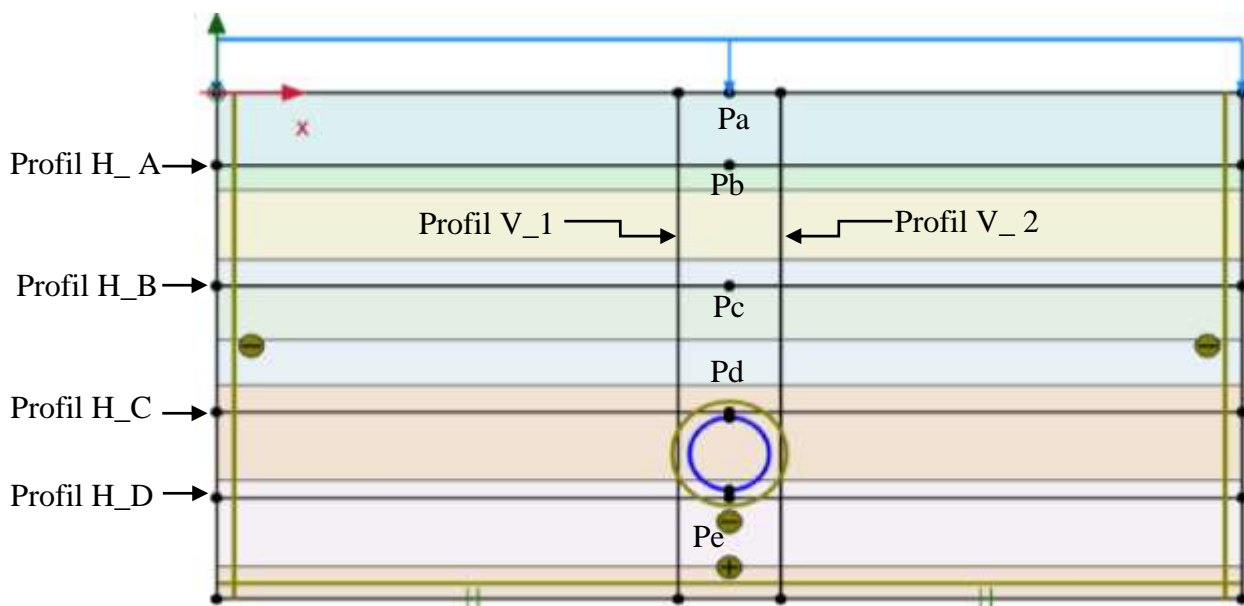 x
Pa
Profil H_ A
Pb
Profil V_1
Profil V_ 2
Profil H_B
Pc
Pd
Profil H_C
Profil H_D
Pe